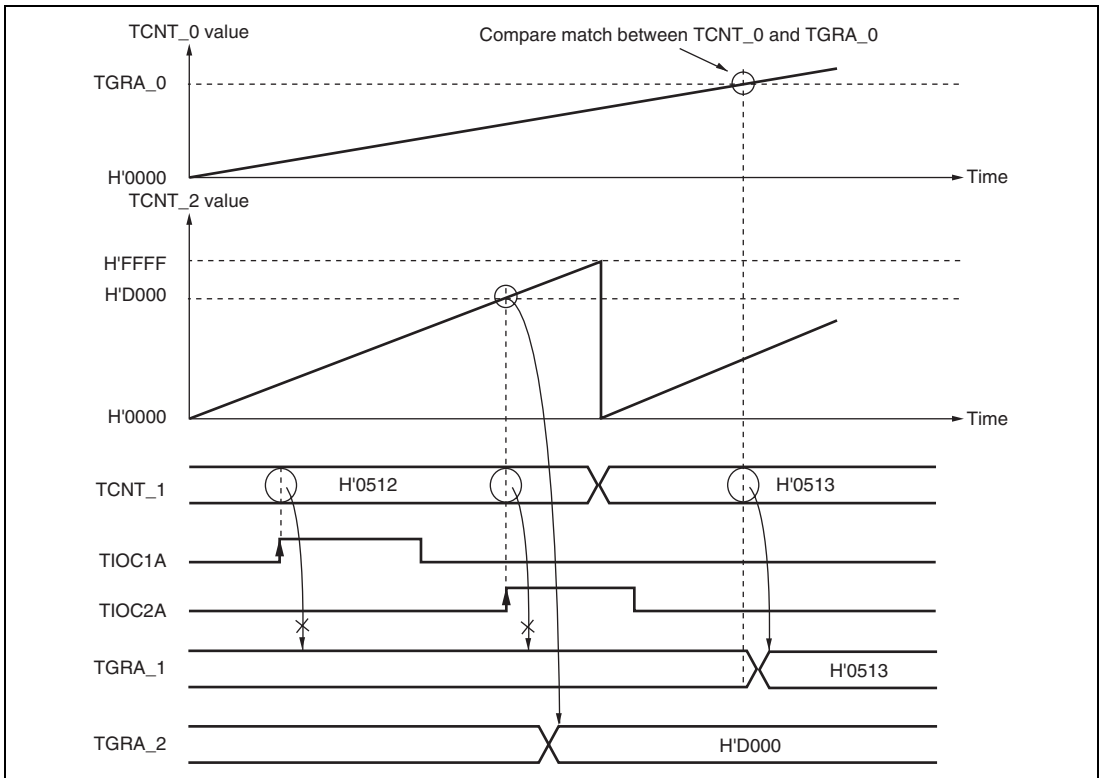 TCNT_0 value
Compare match between TCNT_0 and TGRA_0
TGRA_0
H'0000
Time
TCNT_2 value
H'FFFF
H'D000
H'0000
Time
TCNT_1
H'0512
H'0513
TIOC1A
TIOC2A
TGRA_1
H'0513
TGRA_2
H'D000